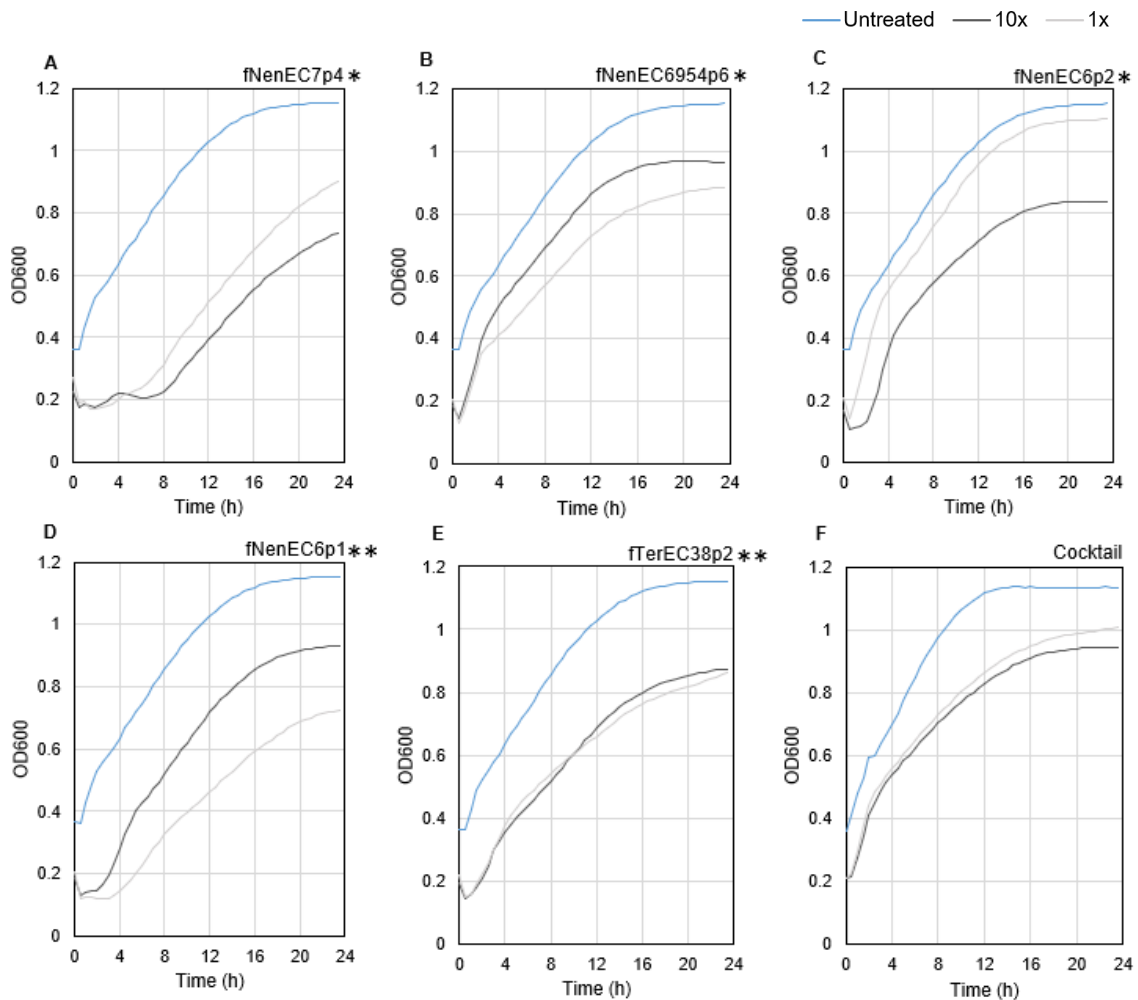 Untreated 10x 1x
A fNenEC7p4 *
1.2
1
0.8
0.6
0.4
0.2
0
OD600
0 4 8 12 16 20 24
Time (h)
B fNenEC6954p6 *
1.2
1
0.8
0.6
0.4
0.2
0
OD600
0 4 8 12 16 20 24
Time (h)
C fNenEC6p2 *
1.2
1
0.8
0.6
0.4
0.2
0
OD600
0 4 8 12 16 20 24
Time (h)
D fNenEC6p1 **
1.2
1
0.8
0.6
0.4
0.2
0
OD600
0 4 8 12 16 20 24
Time (h)
E fTerEC38p2 **
1.2
1
0.8
0.6
0.4
0.2
0
OD600
0 4 8 12 16 20 24
Time (h)
F Cocktail
1.2
1
0.8
0.6
0.4
0.2
0
OD600
0 4 8 12 16 20 24
Time (h)